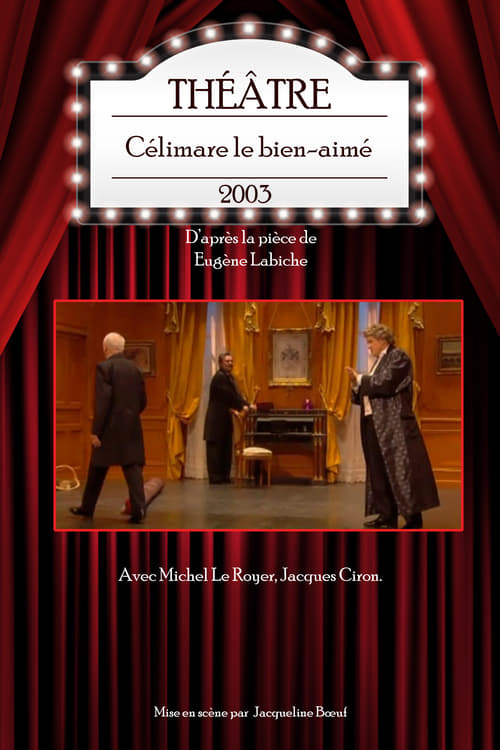 THÉÂTRE
Célimare le bien-aimé
2003
D'après la pièce de
Eugène Labiche
Avec Michel Le Royer, Jacques Ciron.
Mise en scène par Jacqueline Bœuf